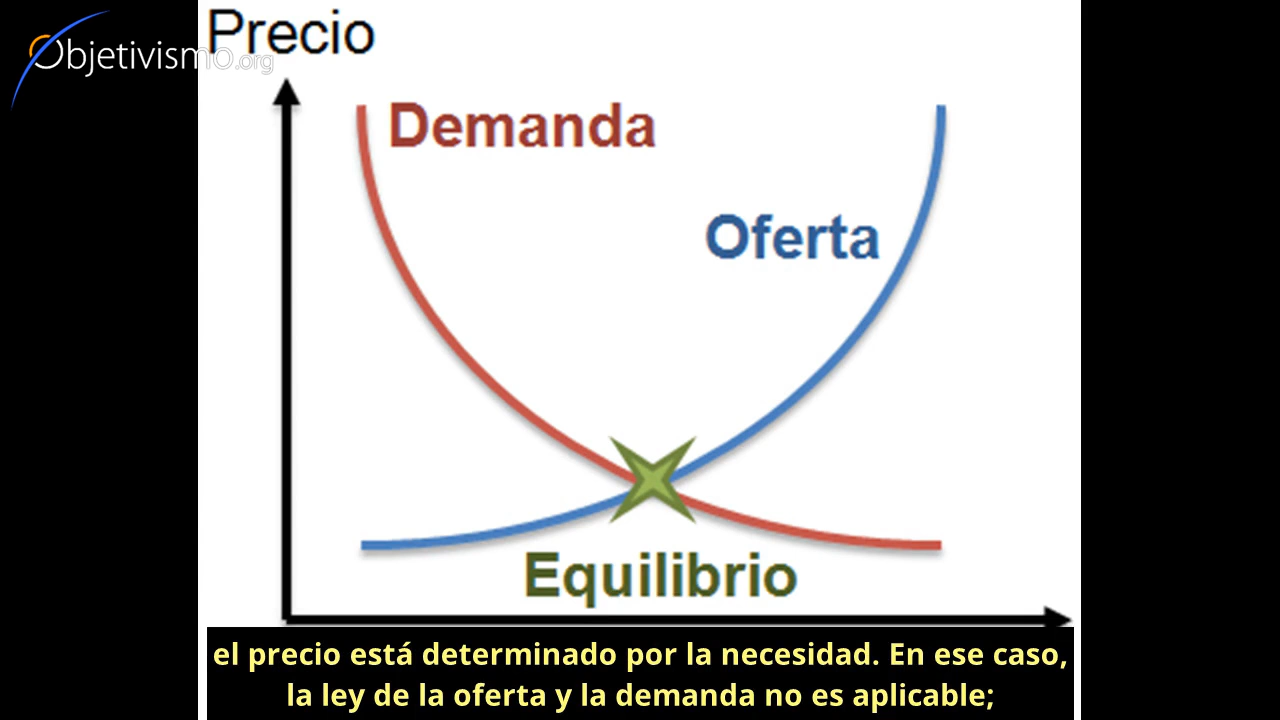 Precio
Objetivismo.org
Demanda
Oferta
Equilibrio
el precio está determinado por la necesidad. En ese caso,
la ley de la oferta y la demanda no es aplicable;